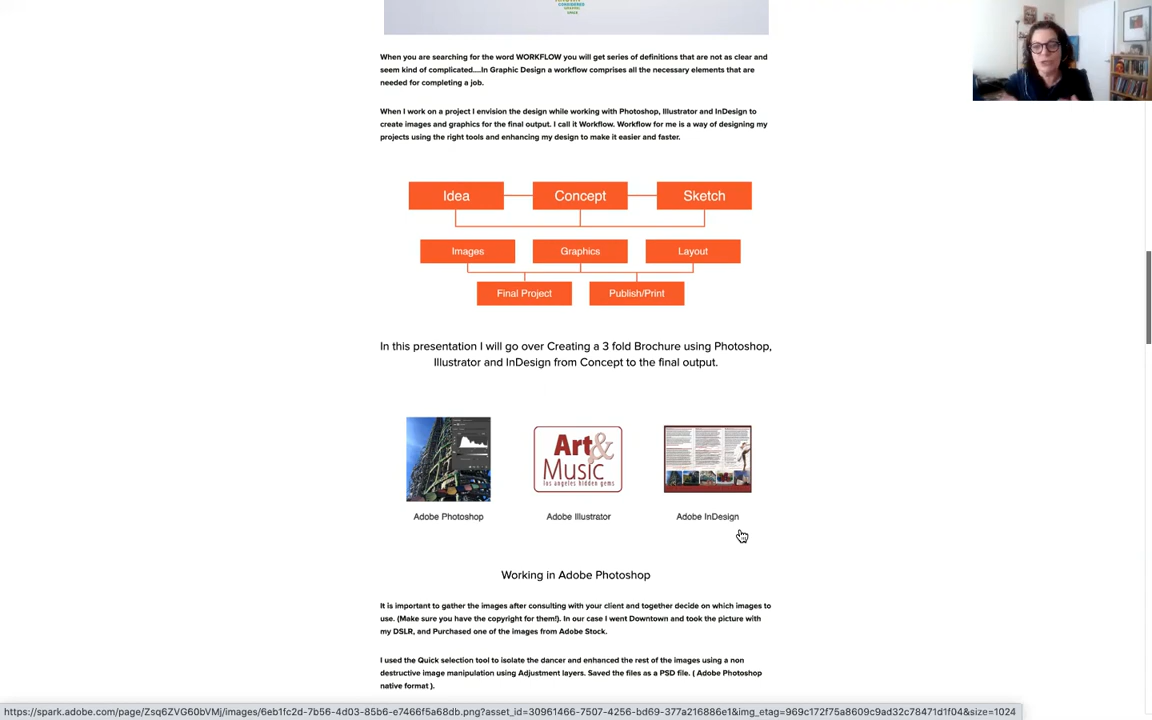 KNOWN
CONSIDERED
GRAPHIC
SPACE
When you are searching for the word WORKFLOW you will get series of definitions that are not as clear and
seem kind of complicated....In Graphic Design a workflow comprises all the necessary elements that are
needed for completing a job.
When I work on a project I envision the design while working with Photoshop, Illustrator and InDesign to
create images and graphics for the final output. I call it Workflow. Workflow for me is a way of designing my
projects using the right tools and enhancing my design to make it easier and faster.
Idea Concept Sketch
Images Graphics Layout
Final Project Publish/Print
In this presentation I will go over Creating a 3 fold Brochure using Photoshop,
Illustrator and InDesign from Concept to the final output.
Art&
Music
los angeles hidden gems
Adobe Photoshop Adobe Illustrator Adobe InDesign
Working in Adobe Photoshop
It is important to gather the images after consulting with your client and together decide on which images to
use. (Make sure you have the copyright for them!). In our case I went Downtown and took the picture with
my DSLR, and Purchased one of the images from Adobe Stock.
I used the Quick selection tool to isolate the dancer and enhanced the rest of the images using a non
destructive image manipulation using Adjustment layers. Saved the files as a PSD file. ( Adobe Photoshop
native format ).
https://spark.adobe.com/page/Zsq6ZVG60bVMj/images/6eb1fc2d-7b56-4d03-85b6-e7466f5a68db.png?asset_id=30961466-7507-4256-bd69-377a216886e1&img_etag=969c172f75a8609c9ad32c78471d1f04&size=1024